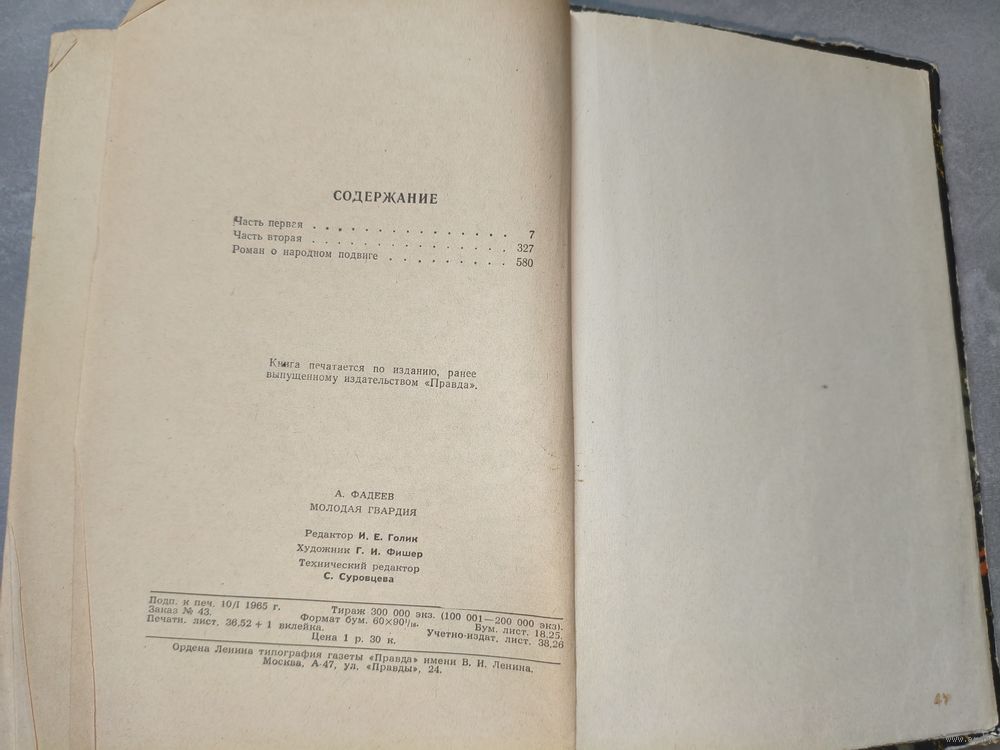 СОДЕРЖАНИЕ
Часть первая . . . . . . . . . . . . . . 7
Часть вторая . . . . . . . . . . . . . . 327
Роман о народном подвиге . . . . . . . . . 580
Книга печатается по изданию, ранее
выпущенному издательством «Правда».
А. ФАДЕЕВ
МОЛОДАЯ ГВАРДИЯ
Редактор И. Е. Голик
Художник Г. И. Фишер
Технический редактор
С. Суровцева
Подп. к печ. 10/I 1965 г. Тираж 300 000 экз. (100 001—200 000 экз).
Заказ № 43. Формат бум. 60×90¹/₁₆. Бум. лист. 18,25.
Печатн. лист. 36,52 + 1 вклейка. Учетно-издат. лист. 38,26
Цена 1 р. 30 к.
Ордена Ленина типография газеты «Правда» имени В. И. Ленина.
Москва, А-47, ул. «Правды», 24.